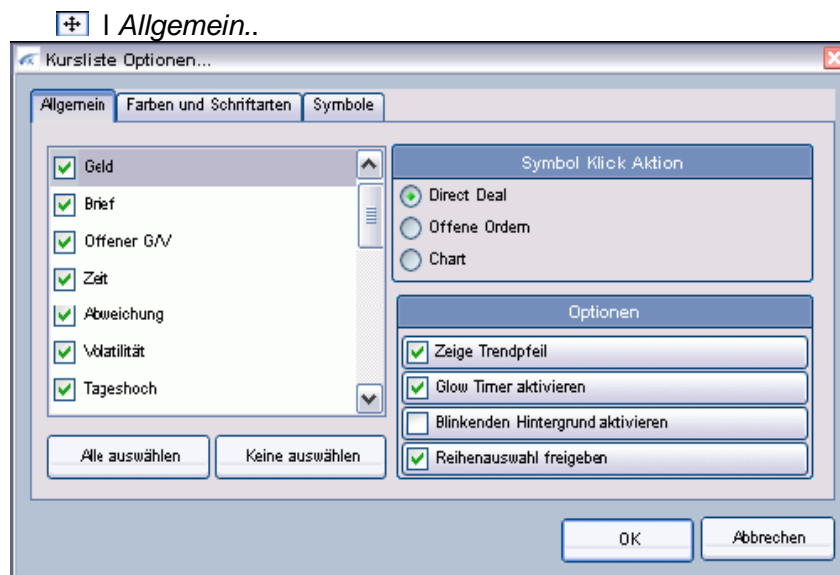 | Allgemein..
Kursliste Optionen...
Allgemein
Farben und Schriftarten
Symbole
Geld
Brief
Offener G/V
Zeit
Abweichung
Volatilität
Tageshoch
Alle auswählen
Keine auswählen
Symbol Klick Aktion
Direct Deal
Offene Ordern
Chart
Optionen
Zeige Trendpfeil
Glow Timer aktivieren
Blinkenden Hintergrund aktivieren
Reihenauswahl freigeben
OK
Abbrechen